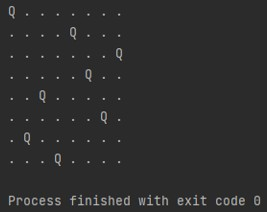 Q . . . . . . .
. . . . Q . . .
. . . . . . . Q
. . . . . Q . .
. . Q . . . . .
. . . . . . Q .
. Q . . . . . .
. . . Q . . . .
Process finished with exit code 0